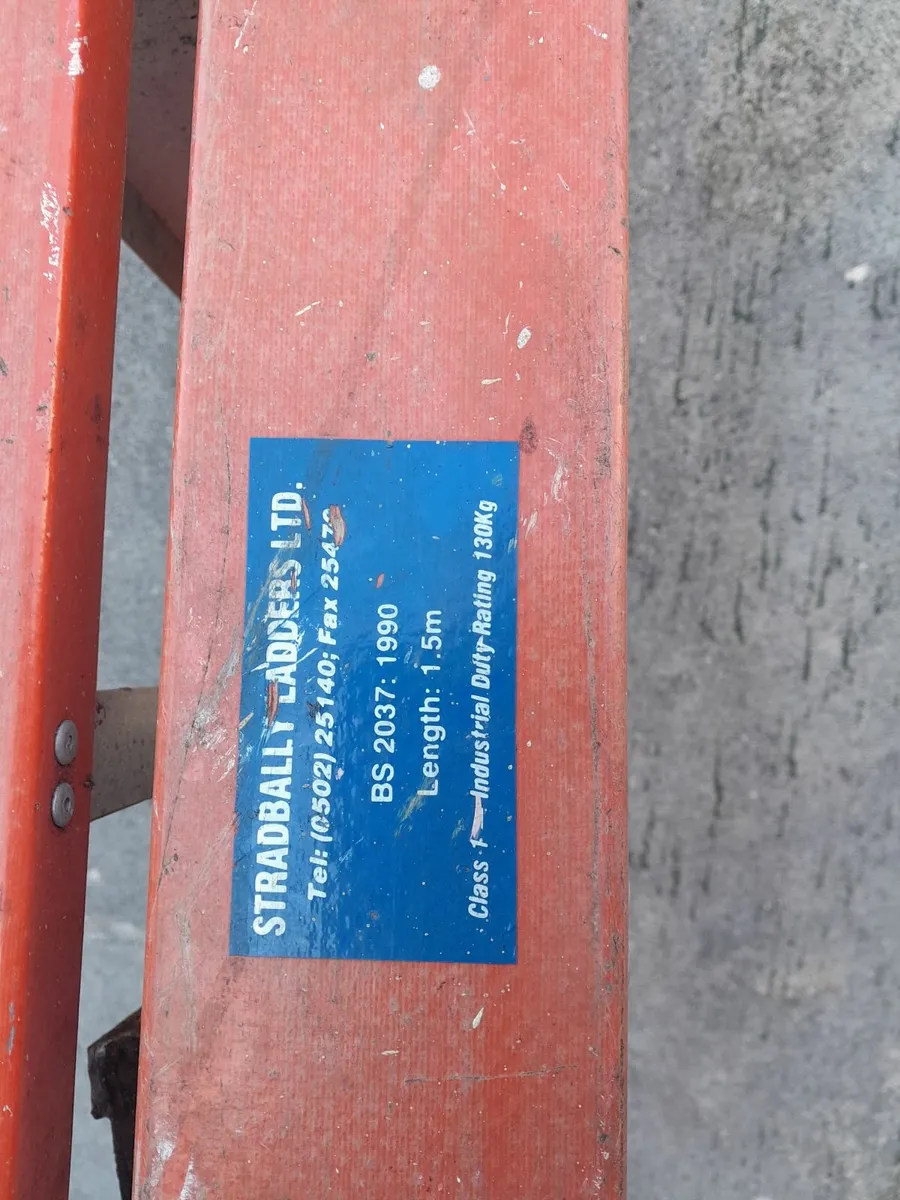 STRADBALLY LADDERS LTD.
Tel: (0502) 25140; Fax
BS 2037: 1990
Length: 1.5m
Class 1 Industrial Duty-Rating 130Kg